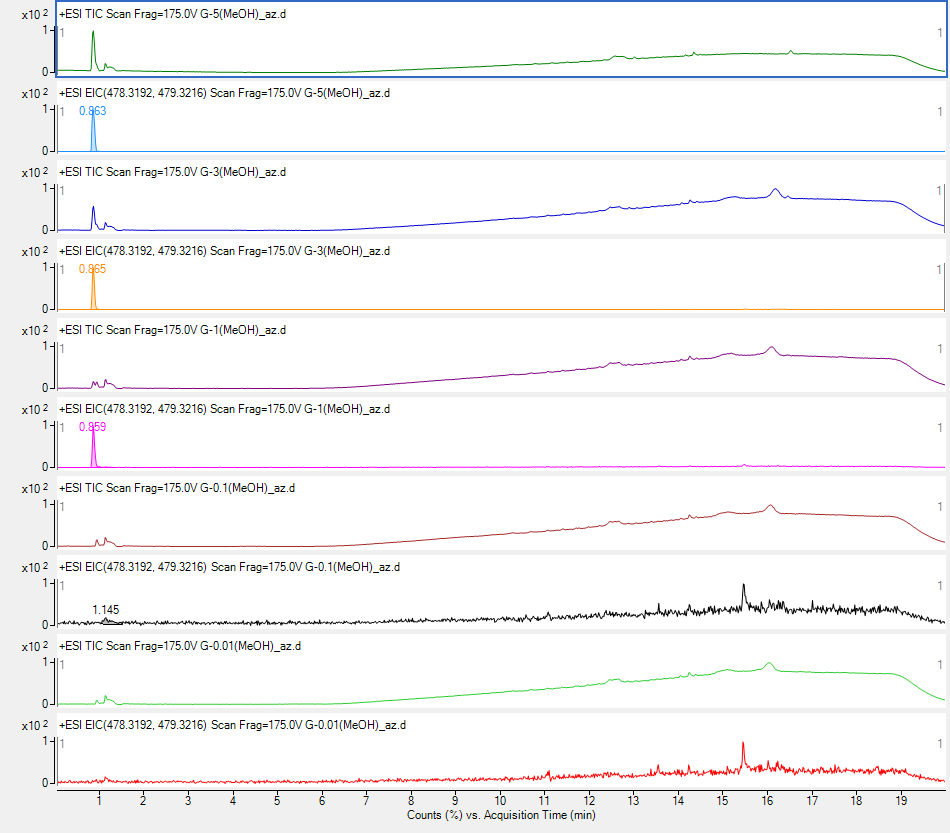 x10 2 +ESI TIC Scan Frag=175.0V G-5(MeOH)_az.d
1 1 1
0
x10 2 +ESI EIC(478.3192, 479.3216) Scan Frag=175.0V G-5(MeOH)_az.d
1 1 0.863 1
0
x10 2 +ESI TIC Scan Frag=175.0V G-3(MeOH)_az.d
1 1 1
0
x10 2 +ESI EIC(478.3192, 479.3216) Scan Frag=175.0V G-3(MeOH)_az.d
1 1 0.865 1
0
x10 2 +ESI TIC Scan Frag=175.0V G-1(MeOH)_az.d
1 1 1
0
x10 2 +ESI EIC(478.3192, 479.3216) Scan Frag=175.0V G-1(MeOH)_az.d
1 1 0.859 1
0
x10 2 +ESI TIC Scan Frag=175.0V G-0.1(MeOH)_az.d
1 1 1
0
x10 2 +ESI EIC(478.3192, 479.3216) Scan Frag=175.0V G-0.1(MeOH)_az.d
1 1 1
1.145
0
x10 2 +ESI TIC Scan Frag=175.0V G-0.01(MeOH)_az.d
1 1 1
0
x10 2 +ESI EIC(478.3192, 479.3216) Scan Frag=175.0V G-0.01(MeOH)_az.d
1 1 1
0
1 2 3 4 5 6 7 8 9 10 11 12 13 14 15 16 17 18 19
Counts (%) vs. Acquisition Time (min)